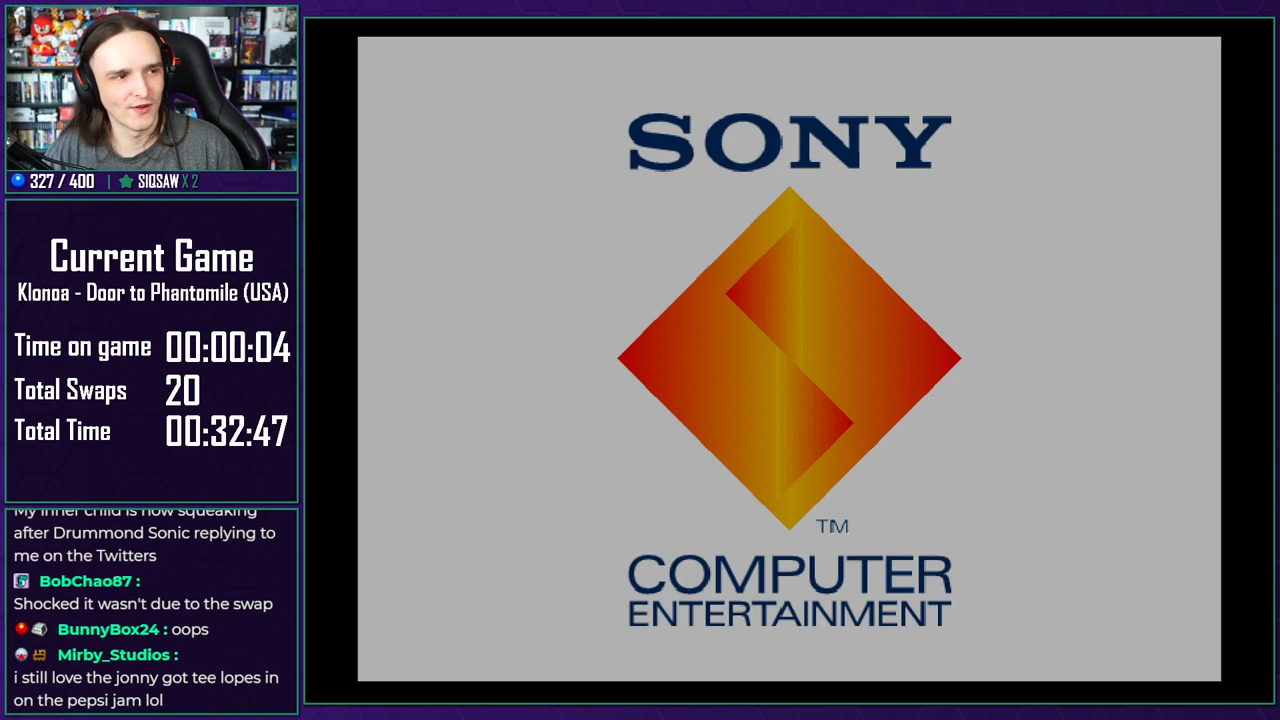 327 / 400 | SIQSAW X 2
Current Game
Klonoa - Door to Phantomile (USA)
Time on game 00:00:04
Total Swaps 20
Total Time 00:32:47
My inner child is now squeaking
after Drummond Sonic replying to
me on the Twitters
BobChao87 :
Shocked it wasn't due to the swap
BunnyBox24 : oops
Mirby_Studios :
i still love the jonny got tee lopes in
on the pepsi jam lol
SONY
TM
COMPUTER
ENTERTAINMENT